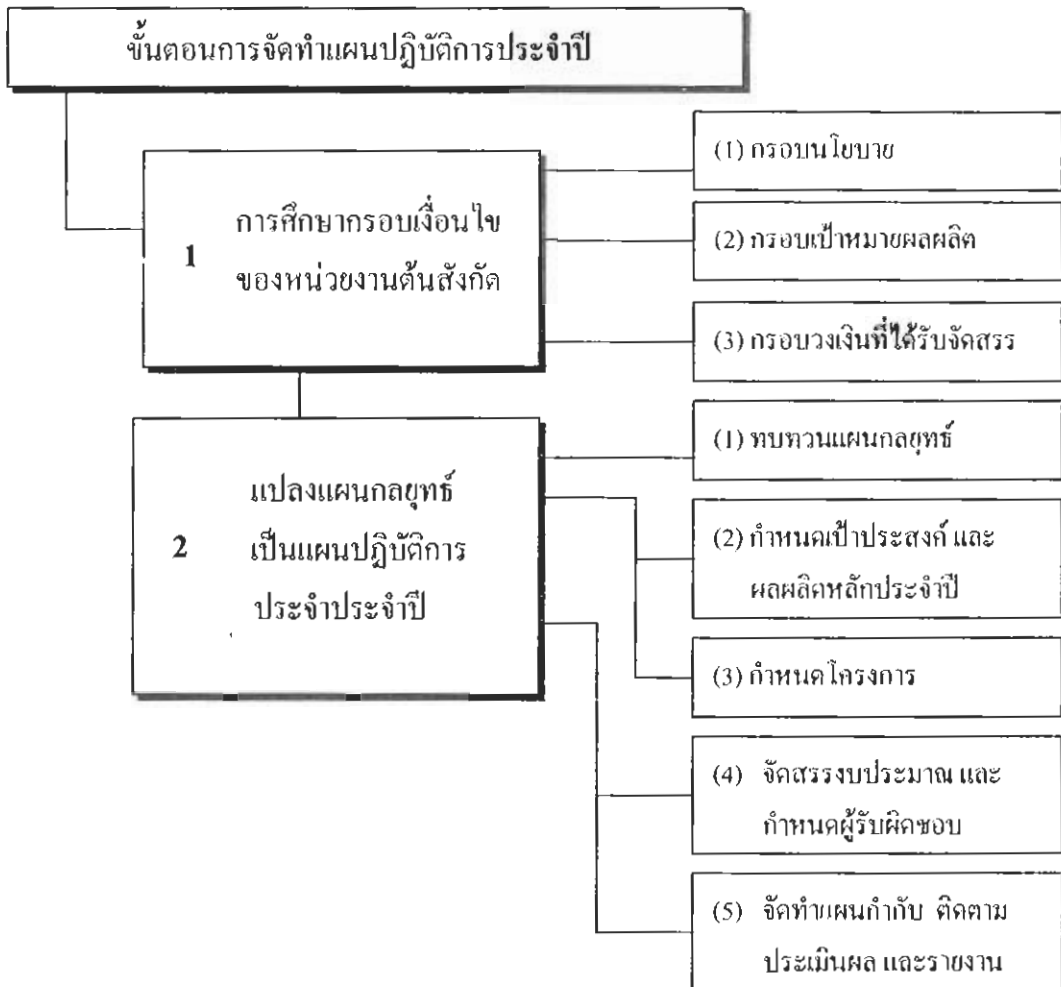 ขั้นตอนการจัดทำแผนปฏิบัติการประจำปี
1
การศึกษากรอบเงื่อนไข
ของหน่วยงานต้นสังกัด
(1) กรอบนโยบาย
(2) กรอบเป้าหมายผลผลิต
(3) กรอบวงเงินที่ได้รับจัดสรร
2
แปลงแผนกลยุทธ์
เป็นแผนปฏิบัติการ
ประจำประจำปี
(1) ทบทวนแผนกลยุทธ์
(2) กำหนดเป้าประสงค์ และ
ผลผลิตหลักประจำปี
(3) กำหนดโครงการ
(4) จัดสรรงบประมาณ และ
กำหนดผู้รับผิดชอบ
(5) จัดทำแผนกำกับ ติดตาม
ประเมินผล และรายงาน